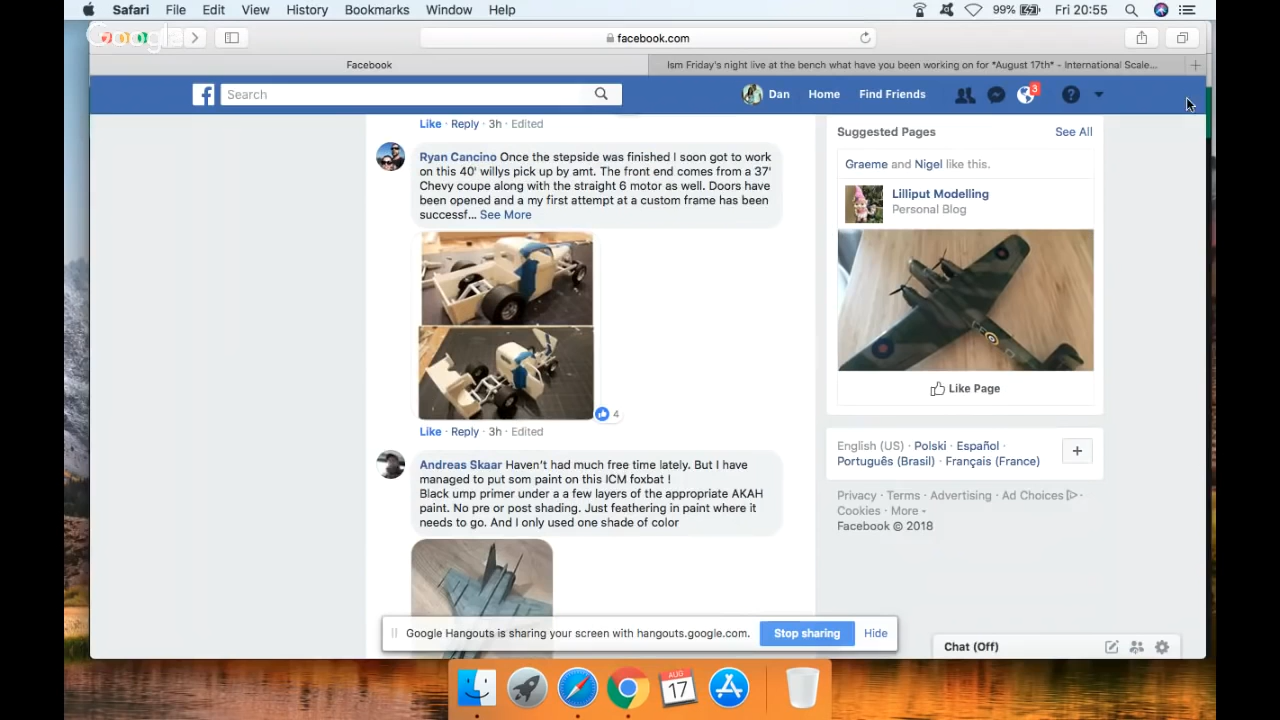 Safari File Edit View History Bookmarks Window Help 99% Fri 20:55
Google
facebook.com
Facebook
Ism Friday's night live at the bench what have you been working on for *August 17th* - International Scale...
Search
Dan Home Find Friends 3
Like · Reply · 3h · Edited
Ryan Cancino Once the stepside was finished I soon got to work
on this 40' willys pick up by amt. The front end comes from a 37'
Chevy coupe along with the straight 6 motor as well. Doors have
been opened and a my first attempt at a custom frame has been
successf... See More
4
Like · Reply · 3h · Edited
Andreas Skaar Haven't had much free time lately. But I have
managed to put som paint on this ICM foxbat !
Black ump primer under a a few layers of the appropriate AKAH
paint. No pre or post shading. Just feathering in paint where it
needs to go. And I only used one shade of color
Suggested Pages See All
Graeme and Nigel like this.
Lilliput Modelling
Personal Blog
Like Page
English (US) · Polski · Español ·
Português (Brasil) · Français (France)
Privacy · Terms · Advertising · Ad Choices ·
Cookies · More
Facebook © 2018
Google Hangouts is sharing your screen with hangouts.google.com. Stop sharing Hide
Chat (Off)
AUG
17